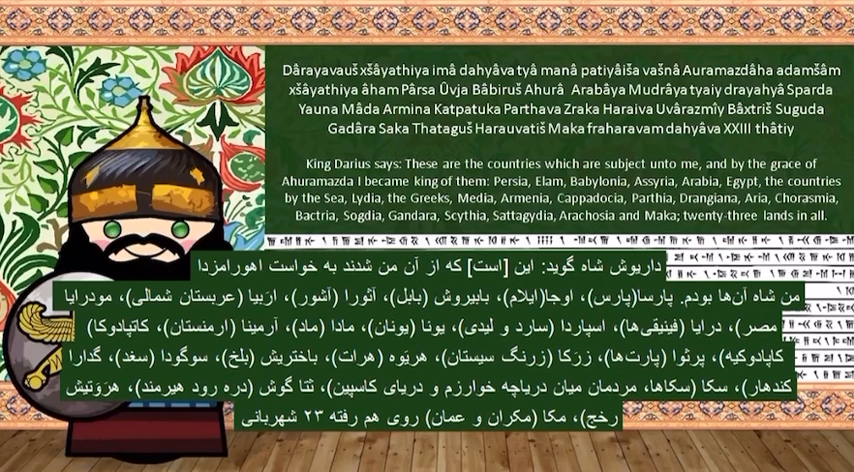 Dârayavauš xšâyathiya imâ dahyâva tyâ manâ patiyâiša vašnâ Auramazdâha adamšâm
xšâyathiya âham Pârsa Ûvja Bâbiruš Ahurâ Arabâya Mudrâya tyaiy drayahyâ Sparda
Yauna Mâda Armina Katpatuka Parthava Zraka Haraiva Uvârazmîy Bâxtriš Suguda
Gadâra Saka Thataguš Harauvatiš Maka fraharavam dahyâva XXIII thâtiy
King Darius says: These are the countries which are subject unto me, and by the grace of
Ahuramazda I became king of them: Persia, Elam, Babylonia, Assyria, Arabia, Egypt, the countries
by the Sea, Lydia, the Greeks, Media, Armenia, Cappadocia, Parthia, Drangiana, Aria, Chorasmia,
Bactria, Sogdia, Gandara, Scythia, Sattagydia, Arachosia and Maka; twenty-three lands in all.
داریوش شاه گوید: این [است] که از آن من شدند به خواست اهورامزدا
من شاه آن‌ها بودم. پارسا(پارس)، اوجا(ایلام)، بابیروش (بابل)، آثورا (آشور)، ارَبیا (عربستان شمالی)، مودرایا
مصر)، درایا (فینیقی‌ها)، اسپاردا (سارد و لیدی)، یونا (یونان)، مادا (ماد)، آرمینا (ارمنستان)، کاتپادوکا)
کاپادوکیه)، پرثوا (پارت‌ها)، زرَکا (زرنگ سیستان)، هریَوه (هرات)، باختریش (بلخ)، سوگودا (سغد)، گدارا
کندهار)، سکا (سکاها، مردمان میان دریاچه خوارزم و دریای کاسپین)، ثتا گوش (دره رود هیرمند)، هرَوَتیش
رخج)، مکا (مکران و عمان) روی هم رفته ۲۳ شهربانی